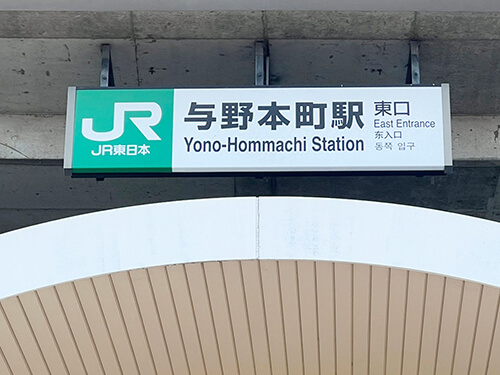 JR
JR東日本
与野本町駅
Yono-Hommachi Station
東口
East Entrance
东入口
동쪽 입구